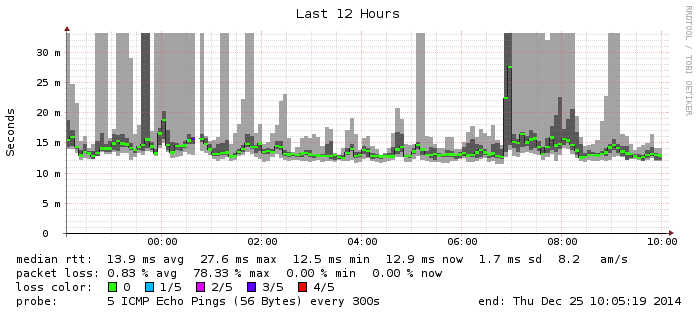 Last 12 Hours
RRDTOOL / TOBI OETIKER
Seconds
30 m
25 m
20 m
15 m
10 m
5 m
0
00:00 02:00 04:00 06:00 08:00 10:00
median rtt: 13.9 ms avg 27.6 ms max 12.5 ms min 12.9 ms now 1.7 ms sd 8.2 am/s
packet loss: 0.83 % avg 78.33 % max 0.00 % min 0.00 % now
loss color: 0 1/5 2/5 3/5 4/5
probe: 5 ICMP Echo Pings (56 Bytes) every 300s end: Thu Dec 25 10:05:19 2014